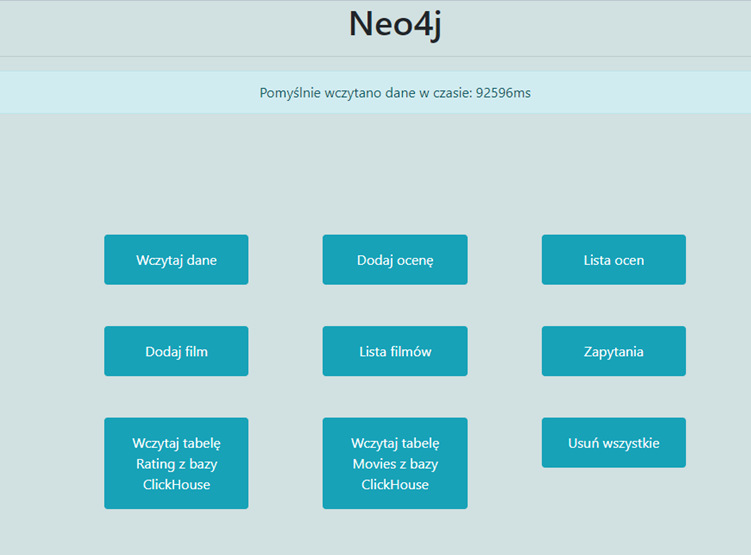 Neo4j
Pomyślnie wczytano dane w czasie: 92596ms
Wczytaj dane
Dodaj ocenę
Lista ocen
Dodaj film
Lista filmów
Zapytania
Wczytaj tabelę
Rating z bazy
ClickHouse
Wczytaj tabelę
Movies z bazy
ClickHouse
Usuń wszystkie